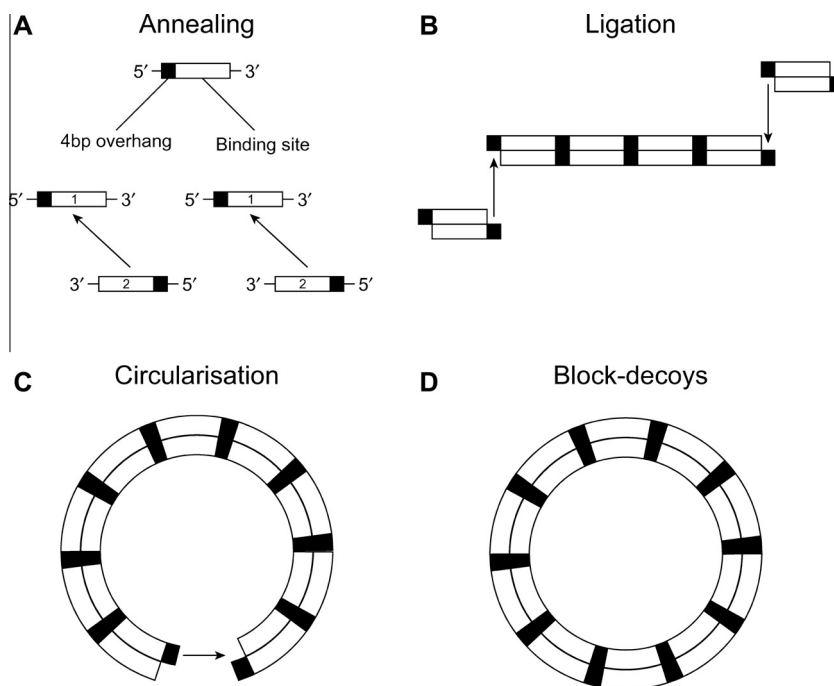 A Annealing
5′ 3′
4bp overhang Binding site
5′ 1 3′ 5′ 1 3′
3′ 2 5′ 3′ 2 5′
B Ligation
C Circularisation
D Block-decoys